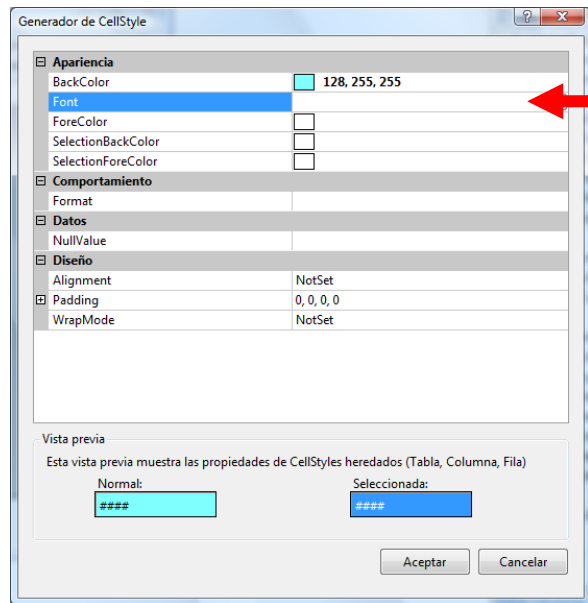 Generador de CellStyle
Apariencia
BackColor 128, 255, 255
Font
ForeColor
SelectionBackColor
SelectionForeColor
Comportamiento
Format
Datos
NullValue
Diseño
Alignment NotSet
Padding 0, 0, 0, 0
WrapMode NotSet
Vista previa
Esta vista previa muestra las propiedades de CellStyles heredados (Tabla, Columna, Fila)
Normal: Seleccionada:
#### ####
Aceptar Cancelar